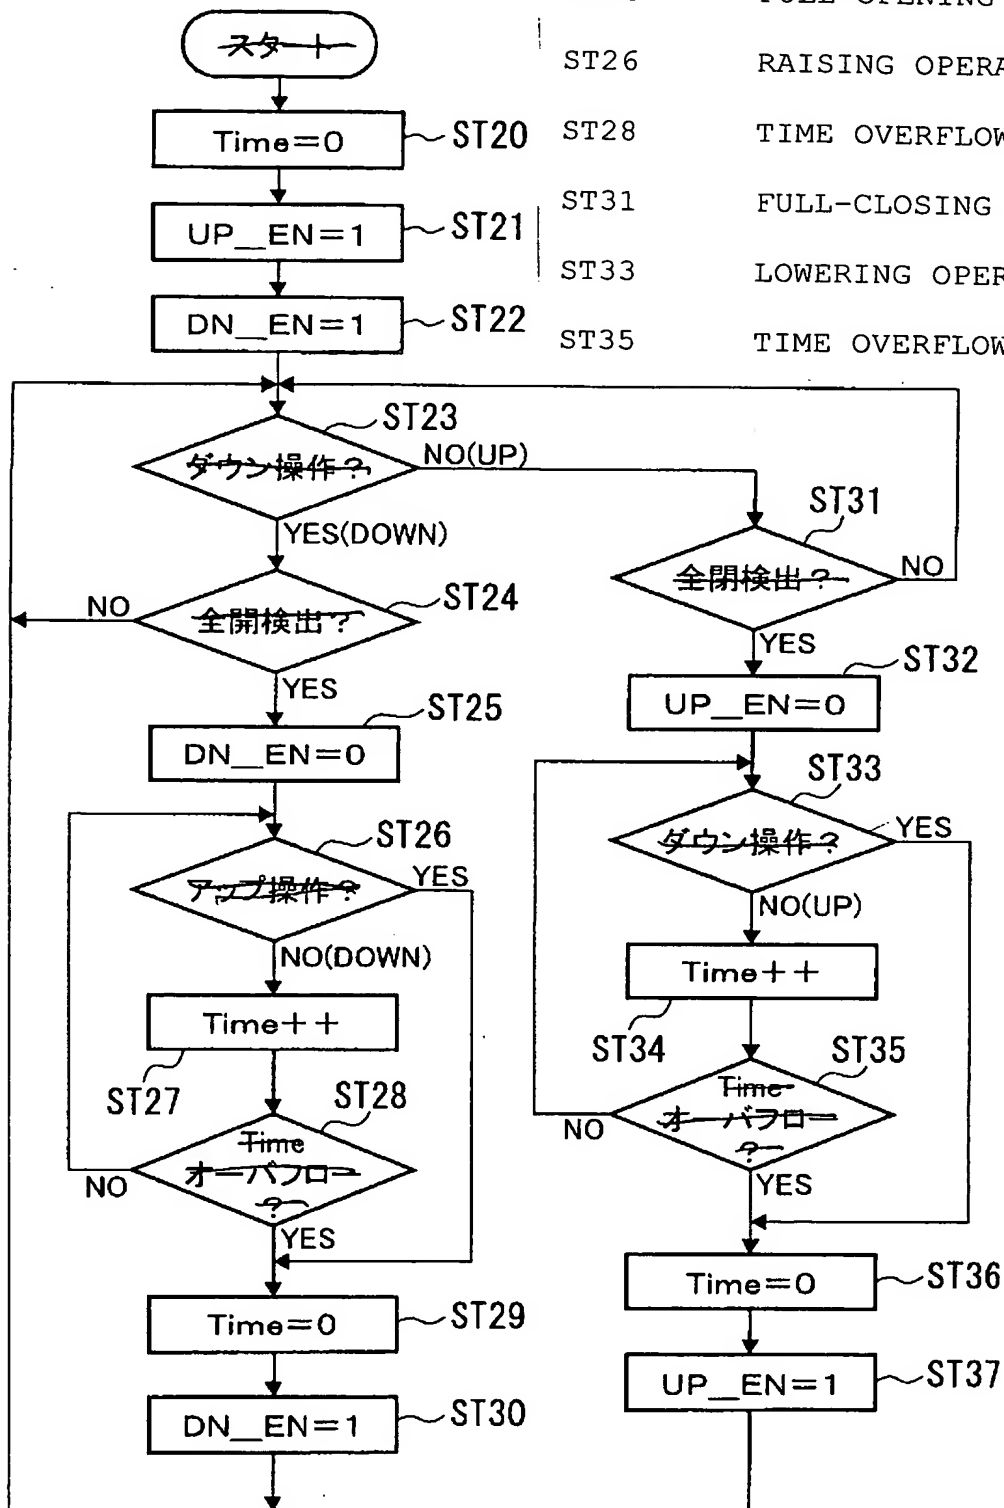 スタート
Time=0
ST20
UP_EN=1
ST21
DN_EN=1
ST22
ST26 RAISING
ST28 TIME
ST31 FULL-CLOSING
ST33 LOWERING
ST35 TIME
ST23
ダウン操作?
NO(UP)
YES(DOWN)
ST31
全閉検出?
NO
YES
ST24
全開検出?
NO
YES
ST32
UP_EN=0
ST25
DN_EN=0
ST33
ダウン操作?
YES
NO(UP)
ST26
アップ操作?
YES
NO(DOWN)
Time++
ST34
Time++
ST27
ST35
Time
オーバフロー
?
NO
YES
ST28
Time
オーバフロー
?
NO
YES
Time=0
ST36
Time=0
ST29
UP_EN=1
ST37
DN_EN=1
ST30